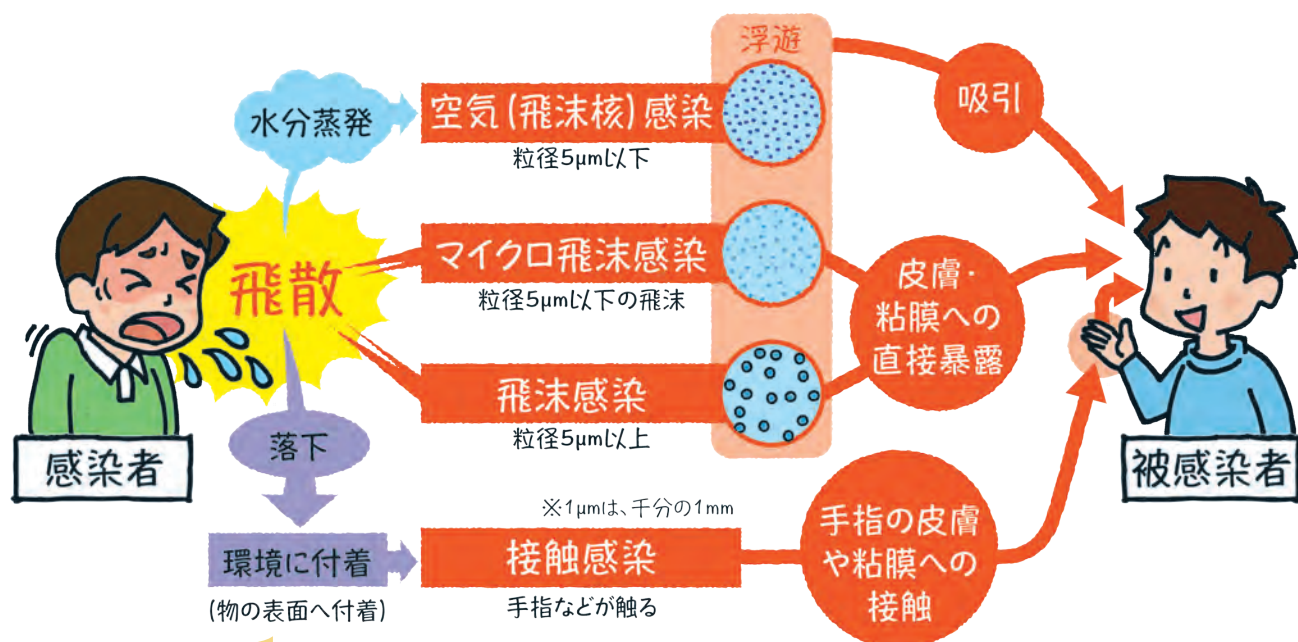 浮遊
吸引
水分蒸発
空気(飛沫核)感染
粒径5μm以下
飛散
マイクロ飛沫感染
粒径5μm以下の飛沫
皮膚・
粘膜への
直接暴露
飛沫感染
粒径5μm以上
感染者
落下
被感染者
※1μmは、千分の1mm
環境に付着
(物の表面へ付着)
接触感染
手指などが触る
手指の皮膚
や粘膜への
接触